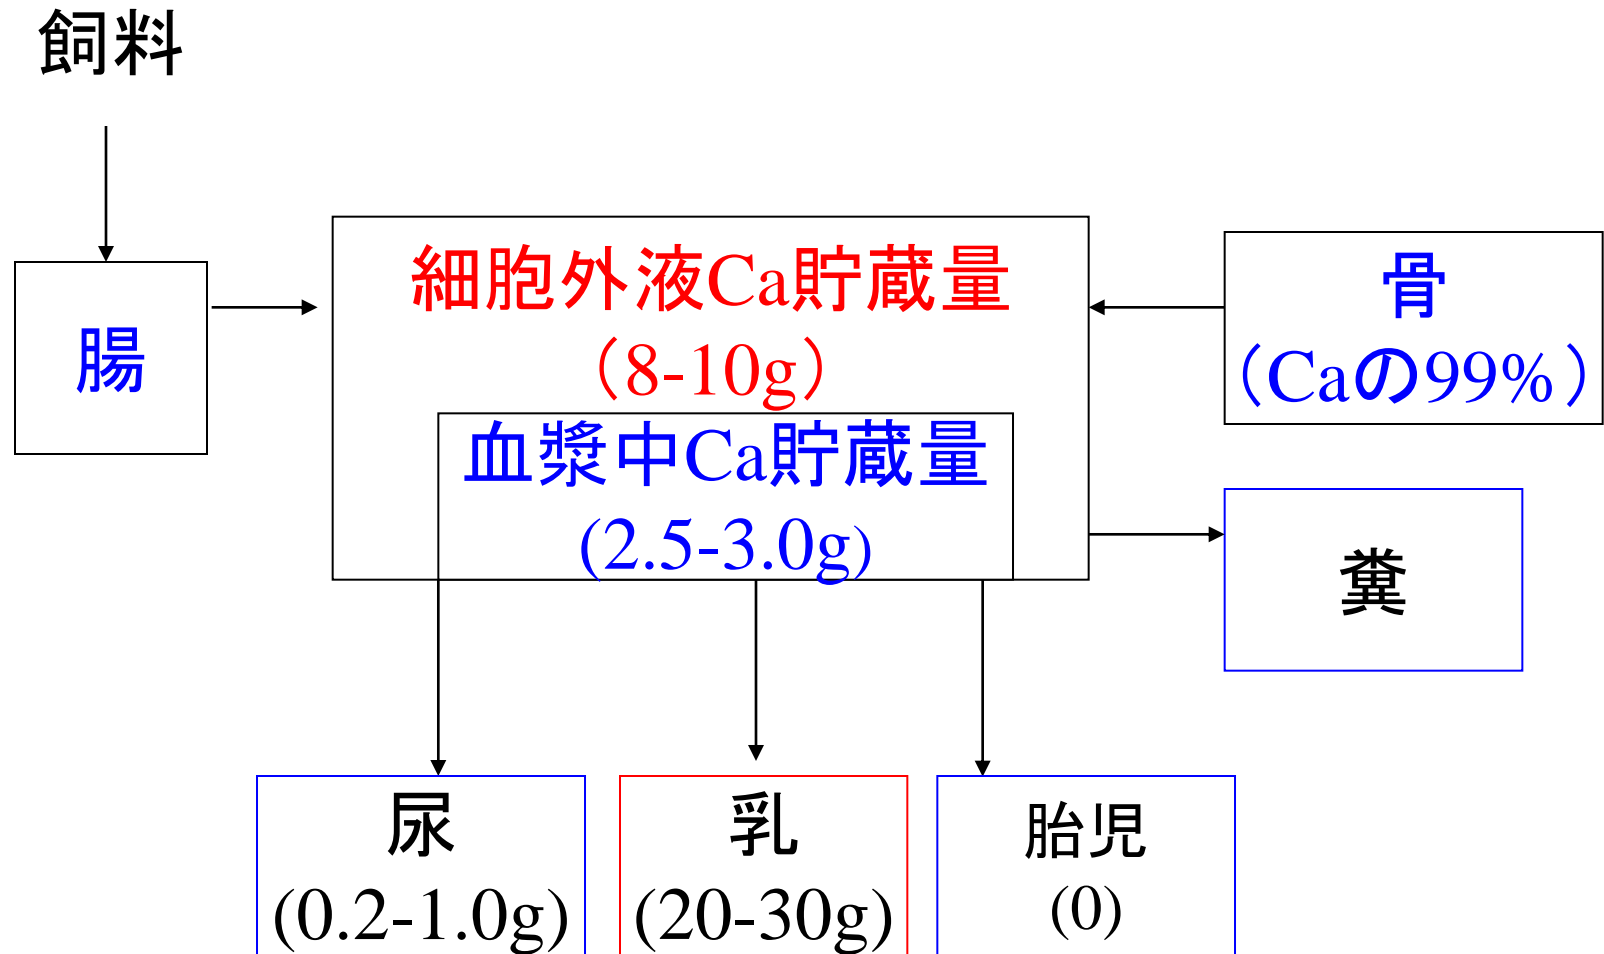 飼料
腸
細胞外液Ca貯蔵量
（8-10g）
血漿中Ca貯蔵量
(2.5-3.0g)
骨
（Caの99%）
糞
尿
(0.2-1.0g)
乳
(20-30g)
胎児
(0)